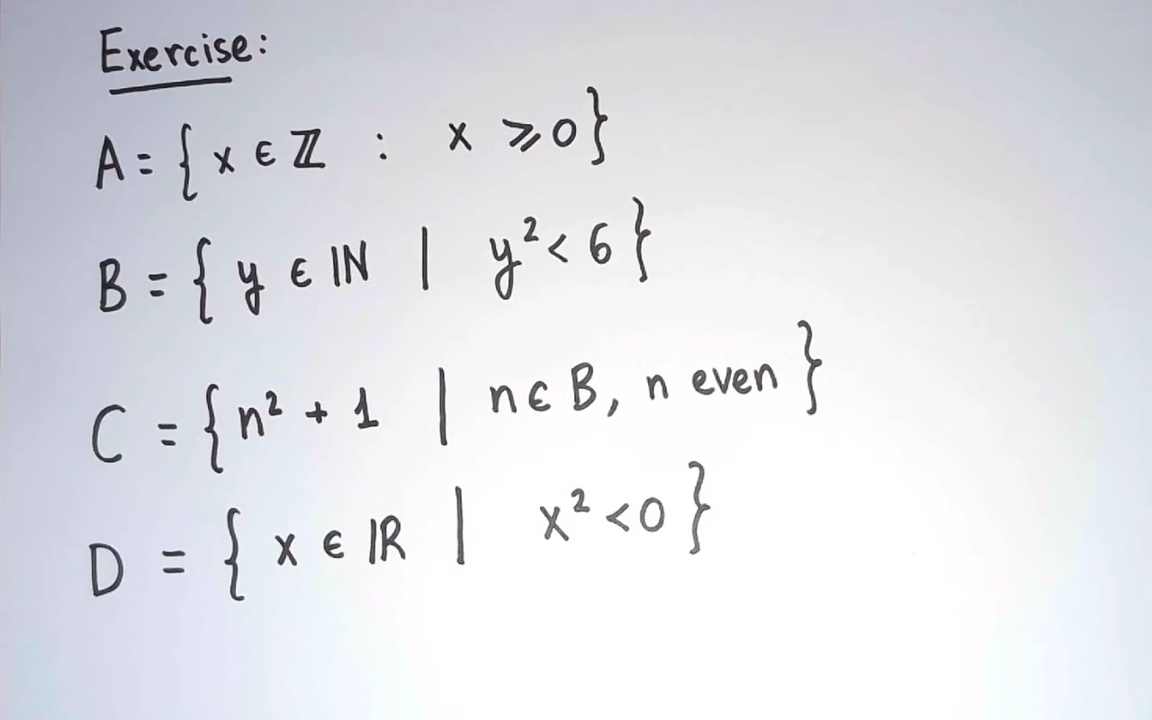 Exercise:
A = { x ∈ ℤ : x ⩾ 0 }
B = { y ∈ ℕ | y² < 6 }
C = { n² + 1 | n ∈ B, n even }
D = { x ∈ ℝ | x² < 0 }